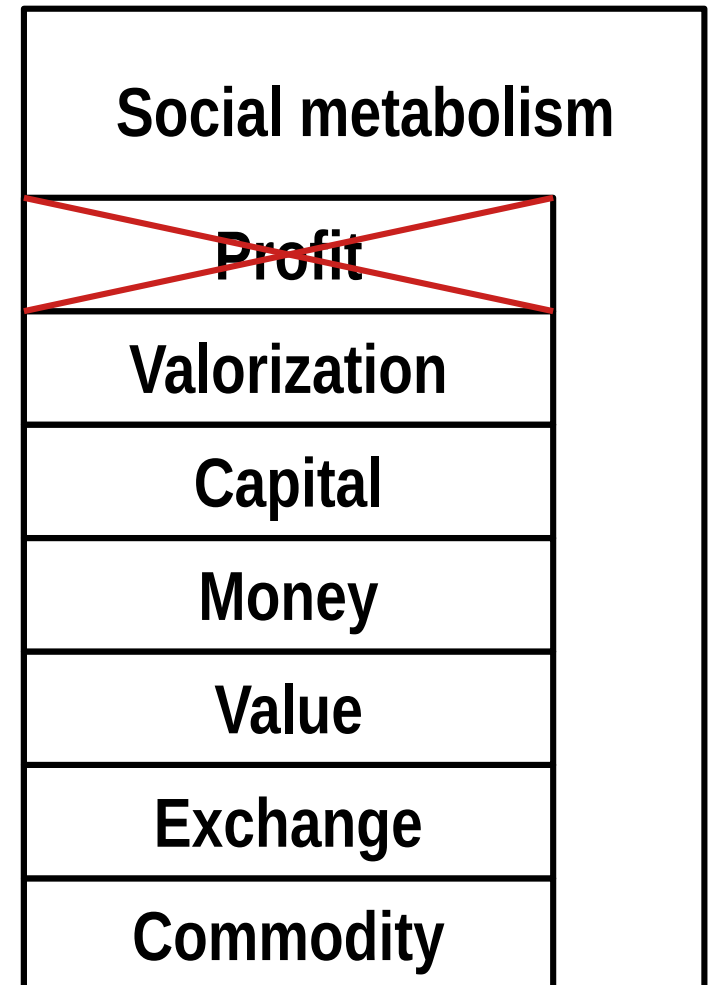 Social metabolism
Profit
Valorization
Capital
Money
Value
Exchange
Commodity